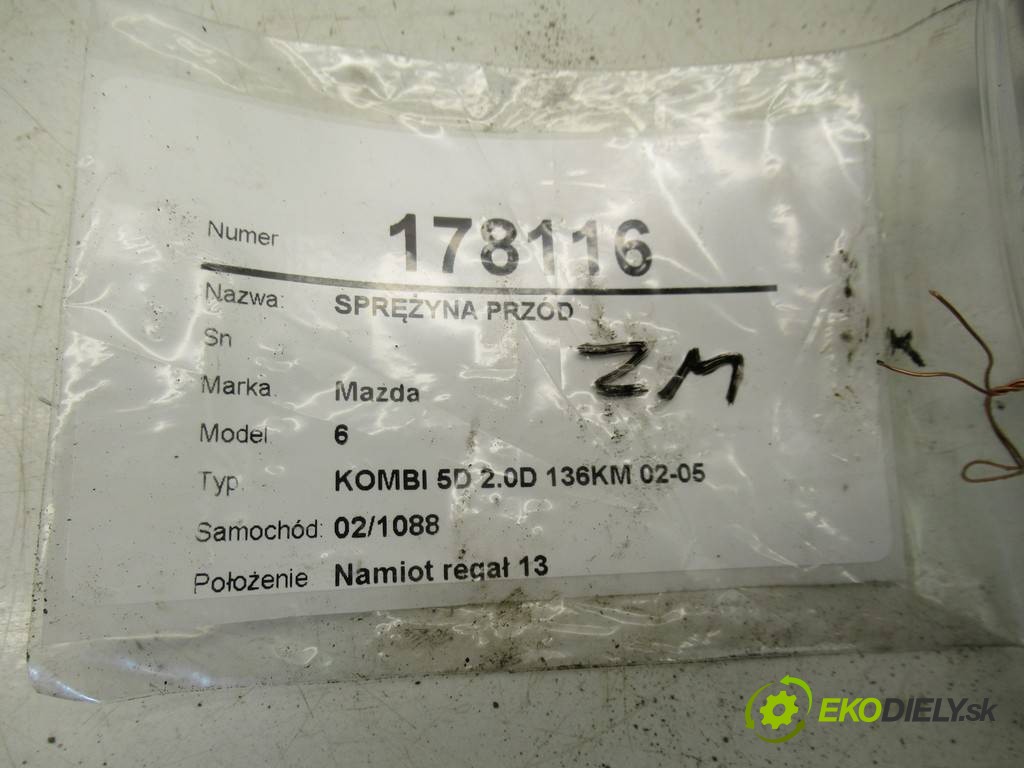 Numer 178116
Nazwa: SPRĘŻYNA PRZÓD
Sn
ZM
Marka Mazda
Model 6
Typ KOMBI 5D 2.0D 136KM 02-05
Samochód: 02/1088
Położenie Namiot regał 13
EKODIELY.sk